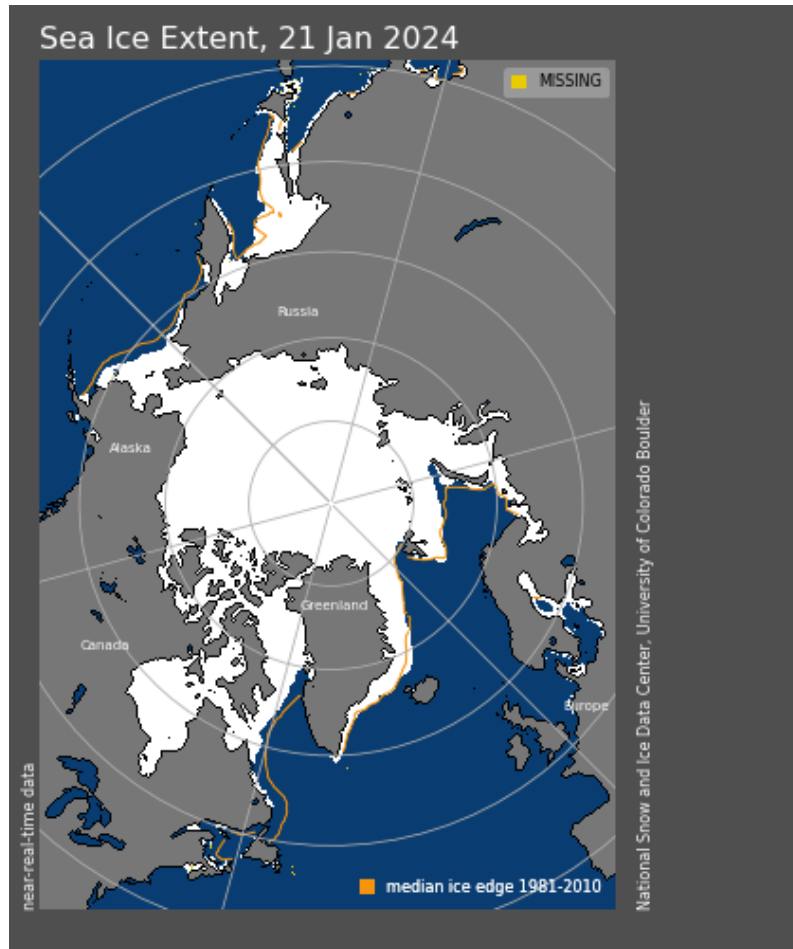 Sea Ice Extent, 21 Jan 2024
MISSING
Russia
Alaska
Greenland
Canada
Europe
near-real-time data
National Snow and Ice Data Center, University of Colorado Boulder
median ice edge 1981-2010